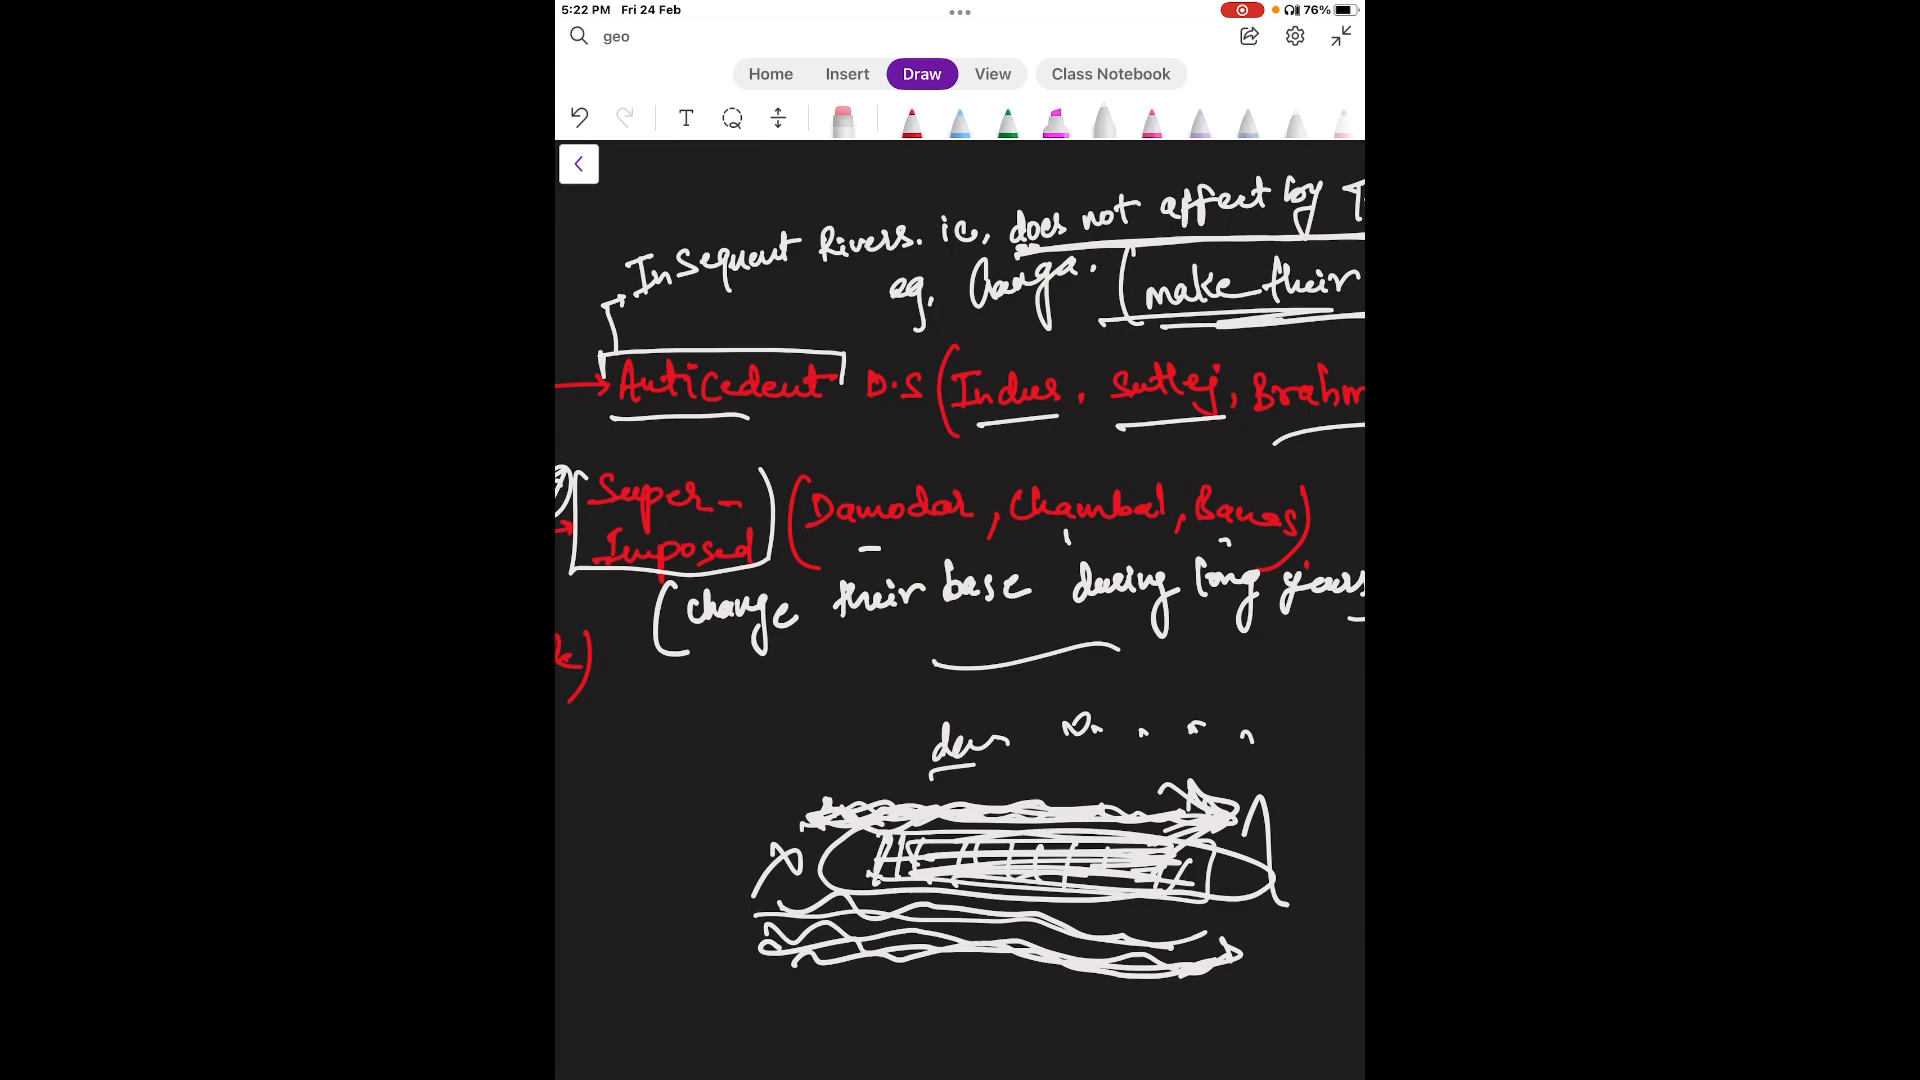 5:22 PM Fri 24 Feb 76%
geo
Home Insert Draw View Class Notebook
T
InSequent Rivers. ie, does not affect by T
eg, Ganga. (make their
→ Anticedent D.S (Indus, Sutlej, Brahm
Super-
Imposed (Damodar, Chambal, Banas)
(change their base during long years